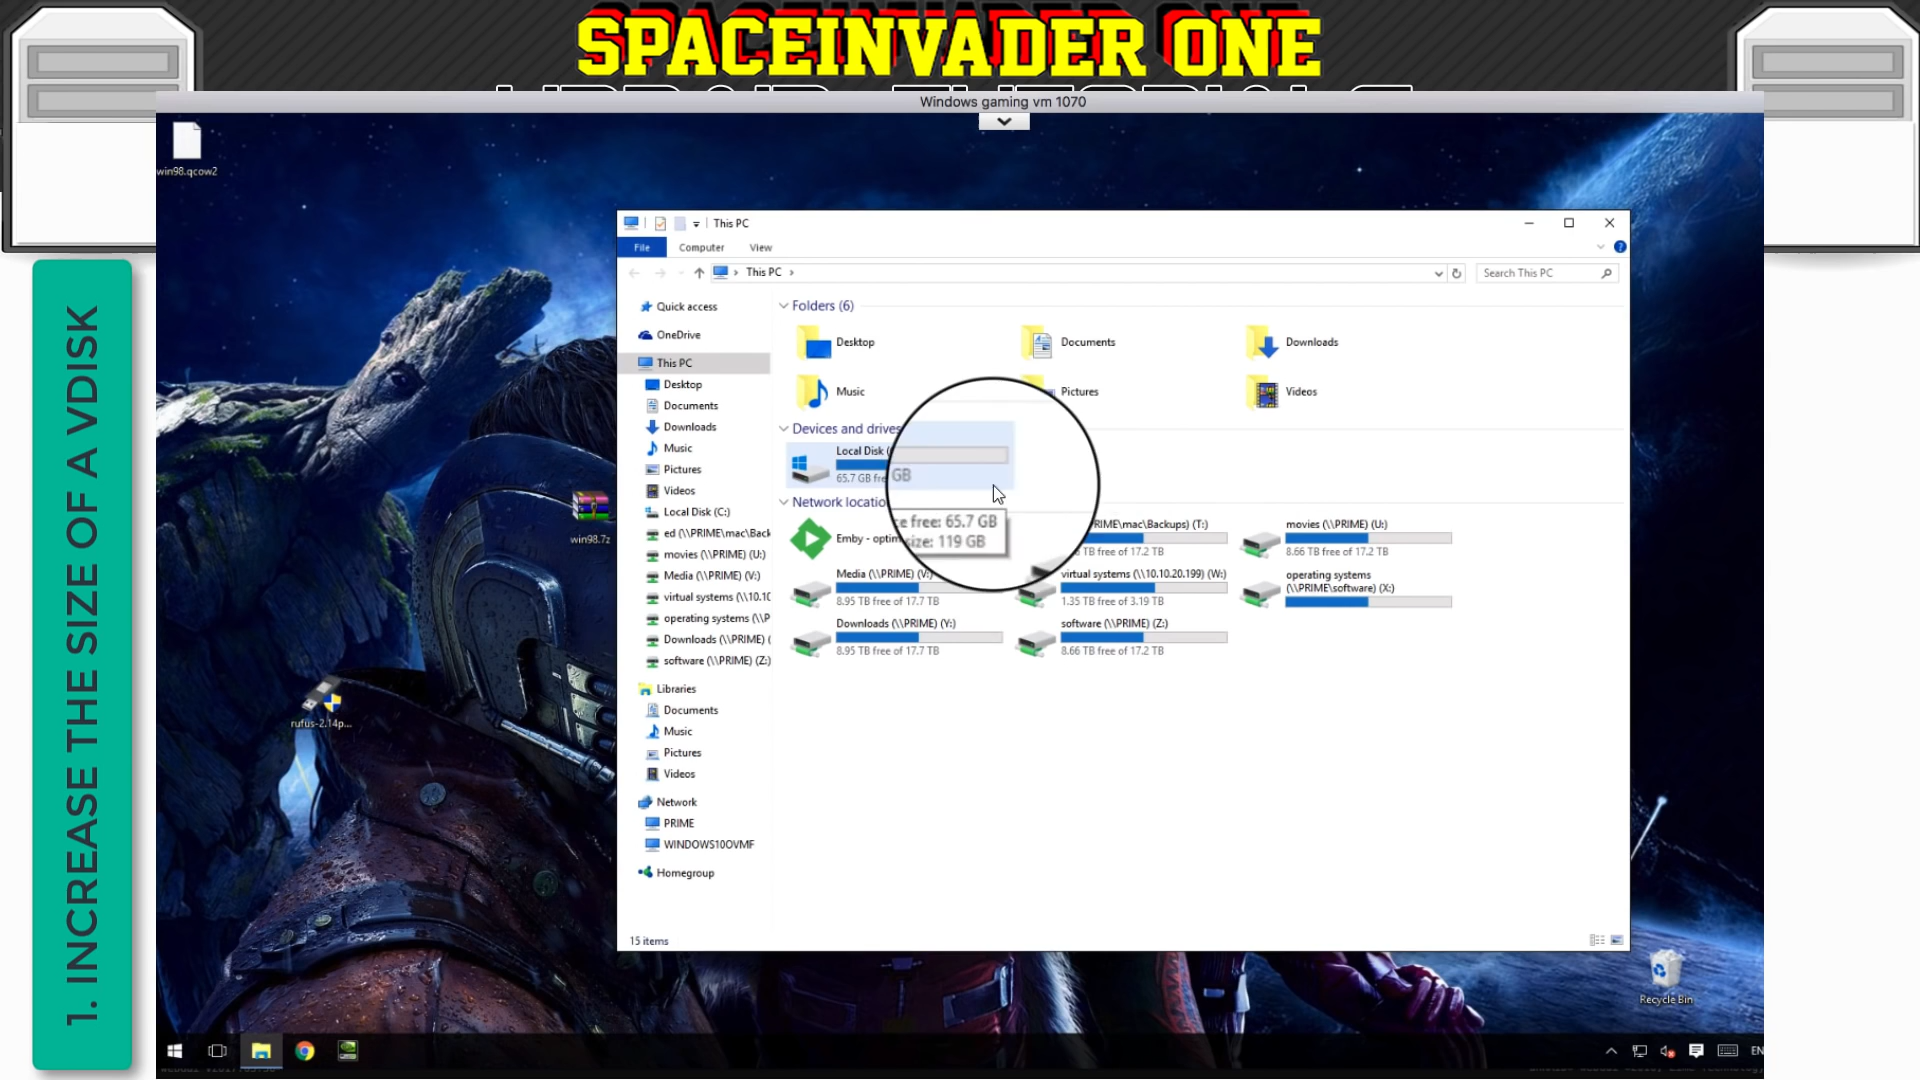 SPACEINVADER ONE
Windows gaming vm 1070
win98.qcow2
This PC
File Computer View
This PC
Search This PC
Quick access
OneDrive
This PC
Desktop
Documents
Downloads
Music
Pictures
Videos
Local Disk (C:)
ed (\\PRIME\mac\Back
movies (\\PRIME) (U:)
Media (\\PRIME) (V:)
virtual systems (\\10.10
operating systems (\\P
Downloads (\\PRIME) (
software (\\PRIME) (Z:)
Libraries
Documents
Music
Pictures
Videos
Network
PRIME
WINDOWS10OVMF
Homegroup
Folders (6)
Desktop
Documents
Downloads
Music
Pictures
Videos
Devices and drives
Local Disk (
65.7 GB fre GB
ce free: 65.7 GB
size: 119 GB
Network locatio
Emby - optim
RIME\mac\Backups) (T:)
TB free of 17.2 TB
movies (\\PRIME) (U:)
8.66 TB free of 17.2 TB
Media (\\PRIME) (V:)
8.95 TB free of 17.7 TB
virtual systems (\\10.10.20.199) (W:)
1.35 TB free of 3.19 TB
operating systems
(\\PRIME\software) (X:)
Downloads (\\PRIME) (Y:)
8.95 TB free of 17.7 TB
software (\\PRIME) (Z:)
8.66 TB free of 17.2 TB
15 items
win98.7z
rufus-2.14p...
Recycle Bin
EN
1. INCREASE THE SIZE OF A VDISK